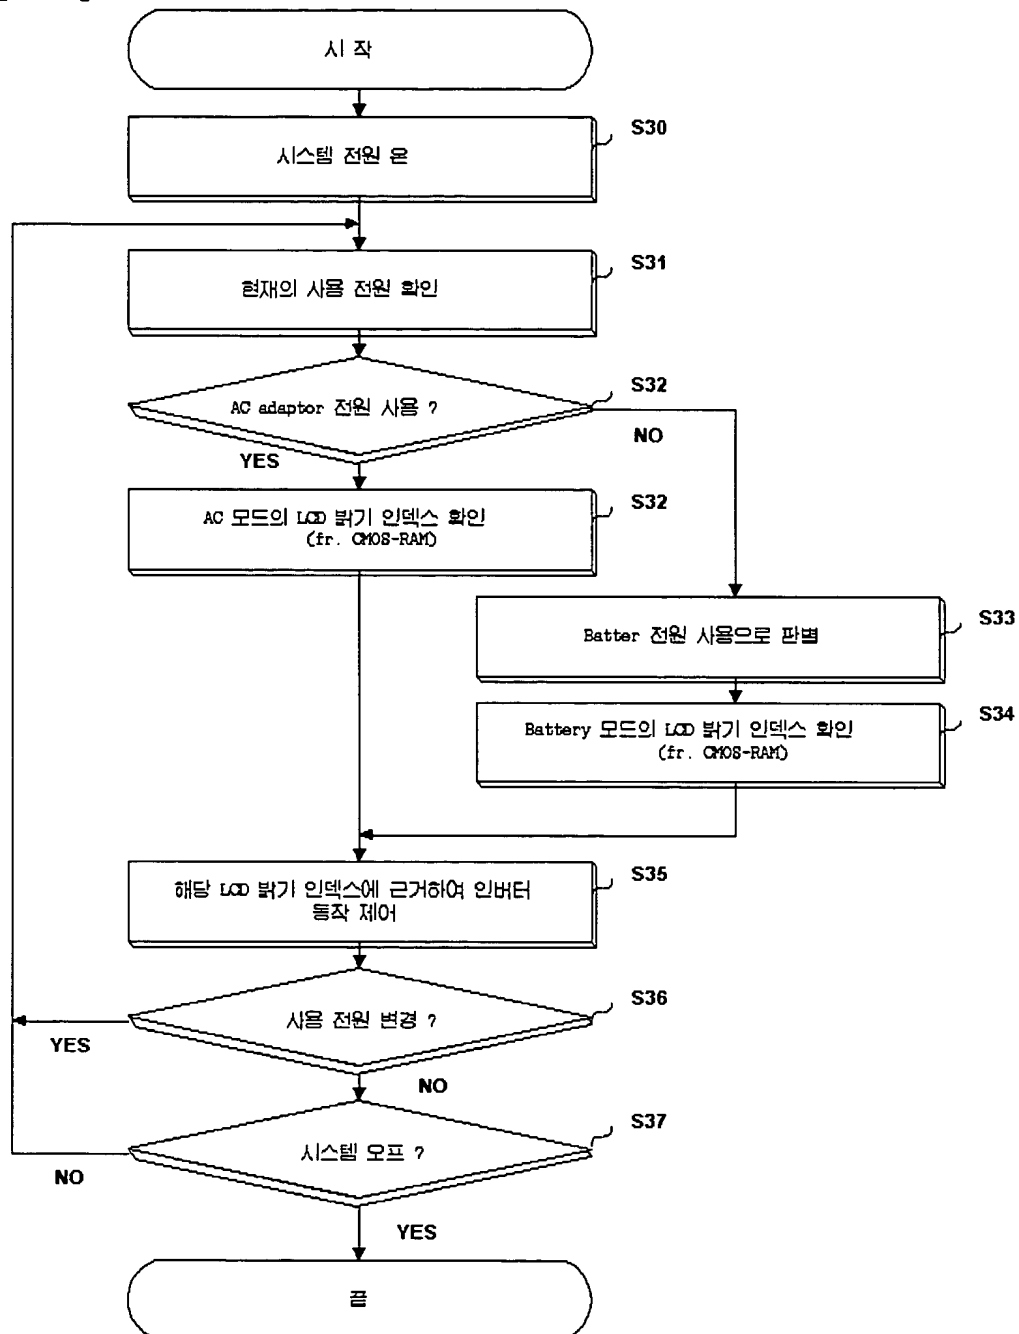 시 작
S30
시스템 전원 온
S31
현재의 사용 전원 확인
S32
AC adaptor 전원 사용 ?
NO
YES
S32
AC 모드의 LCD 밝기 인덱스 확인
(fr. CMOS-RAM)
S33
Batter 전원 사용으로 판별
S34
Battery 모드의 LCD 밝기 인덱스 확인
(fr. CMOS-RAM)
S35
해당 LCD 밝기 인덱스에 근거하여 인버터
동작 제어
S36
사용 전원 변경 ?
YES
NO
S37
시스템 오프 ?
NO
YES
끝